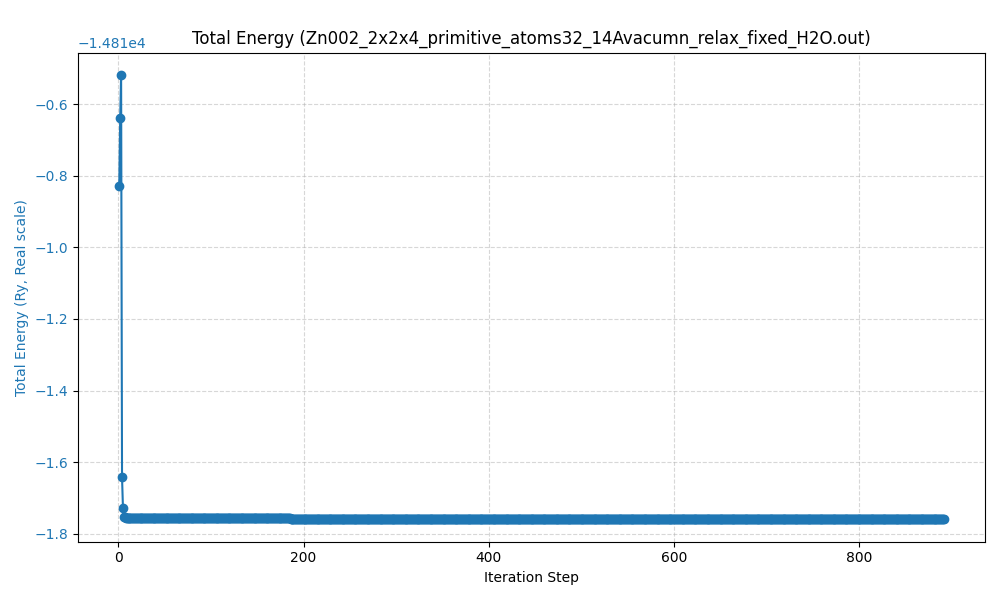 −1.481e4
Total Energy (Zn002_2x2x4_primitive_atoms32_14Avacumn_relax_fixed_H2O.out)
−0.6
−0.8
−1.0
−1.2
−1.4
−1.6
−1.8
Total Energy (Ry, Real scale)
0 200 400 600 800
Iteration Step